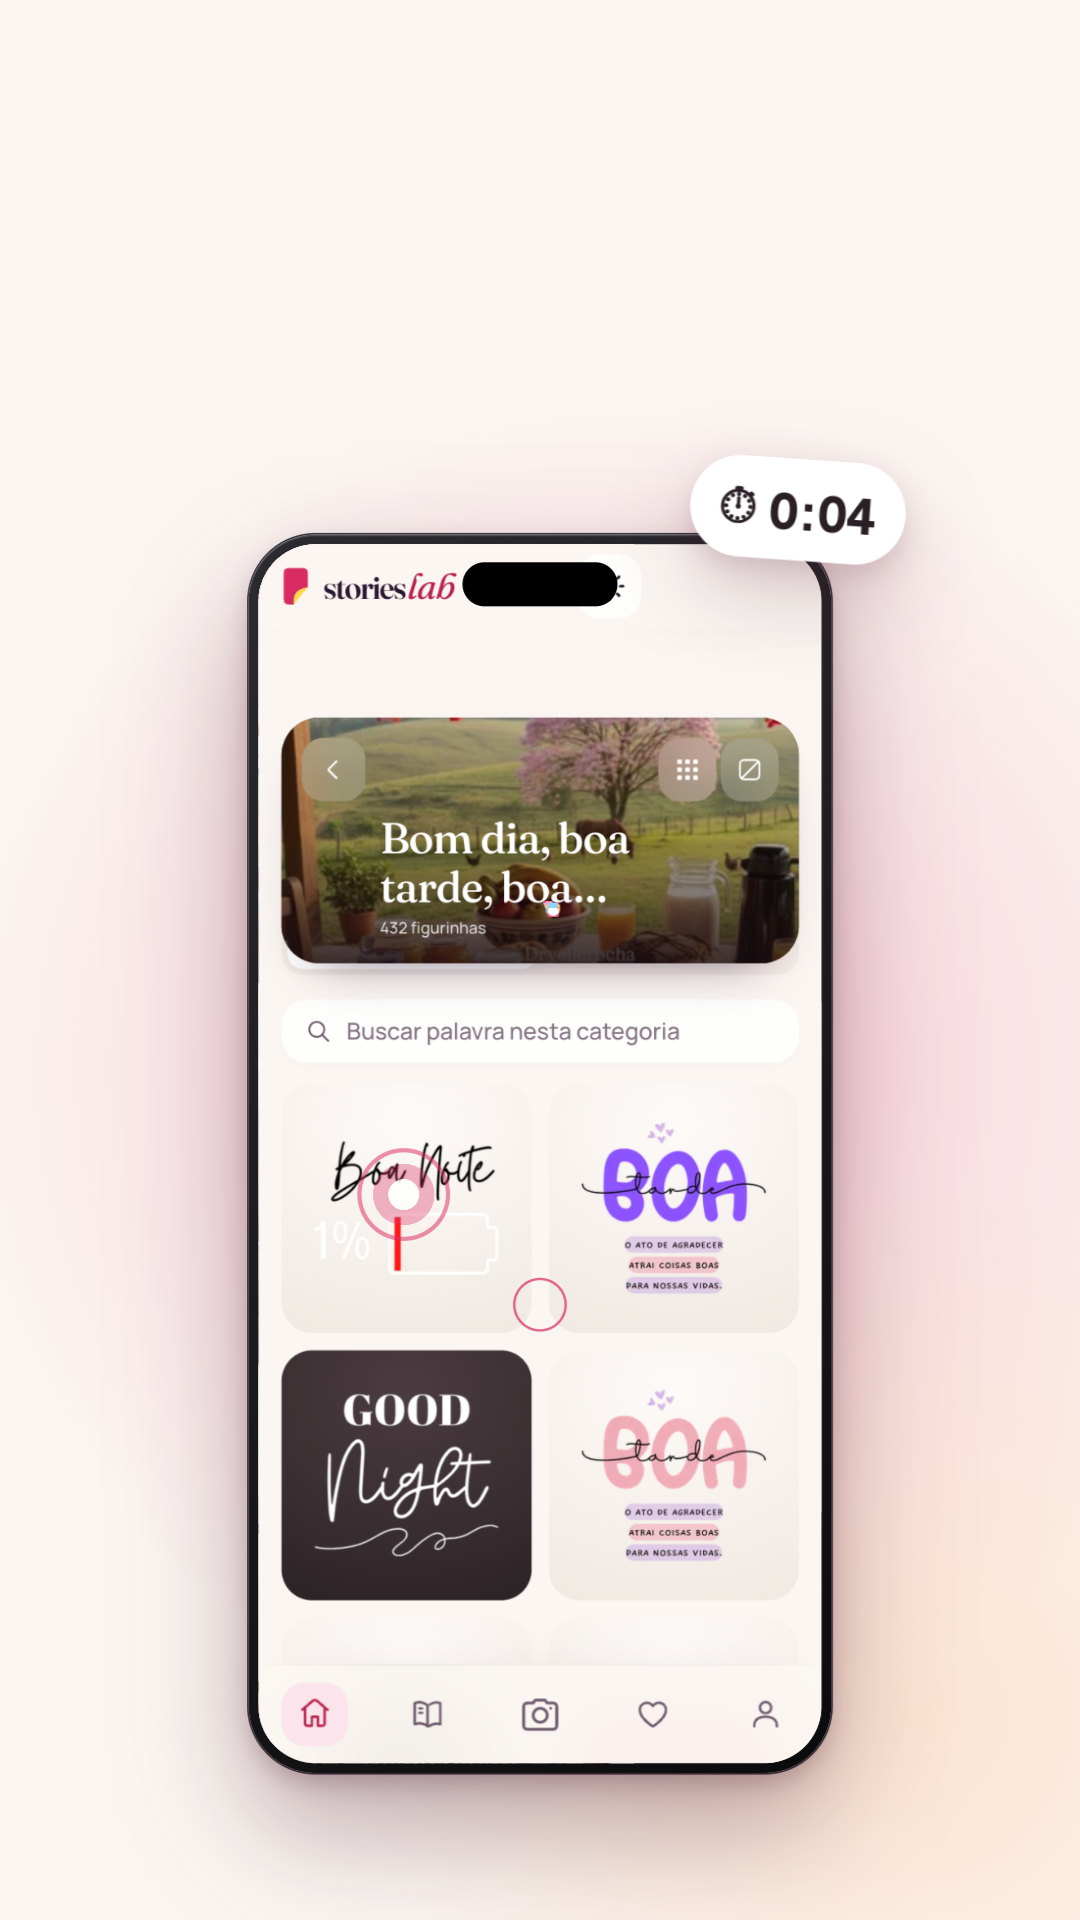 0:04
storieslab
Bom dia, boa
tarde, boa...
432 figurinhas
Buscar palavra nesta categoria
Boa Noite
1%
BOA
tarde
O ATO DE AGRADECER
ATRAI COISAS BOAS
PARA NOSSAS VIDAS.
GOOD
Night
BOA
tarde
O ATO DE AGRADECER
ATRAI COISAS BOAS
PARA NOSSAS VIDAS.